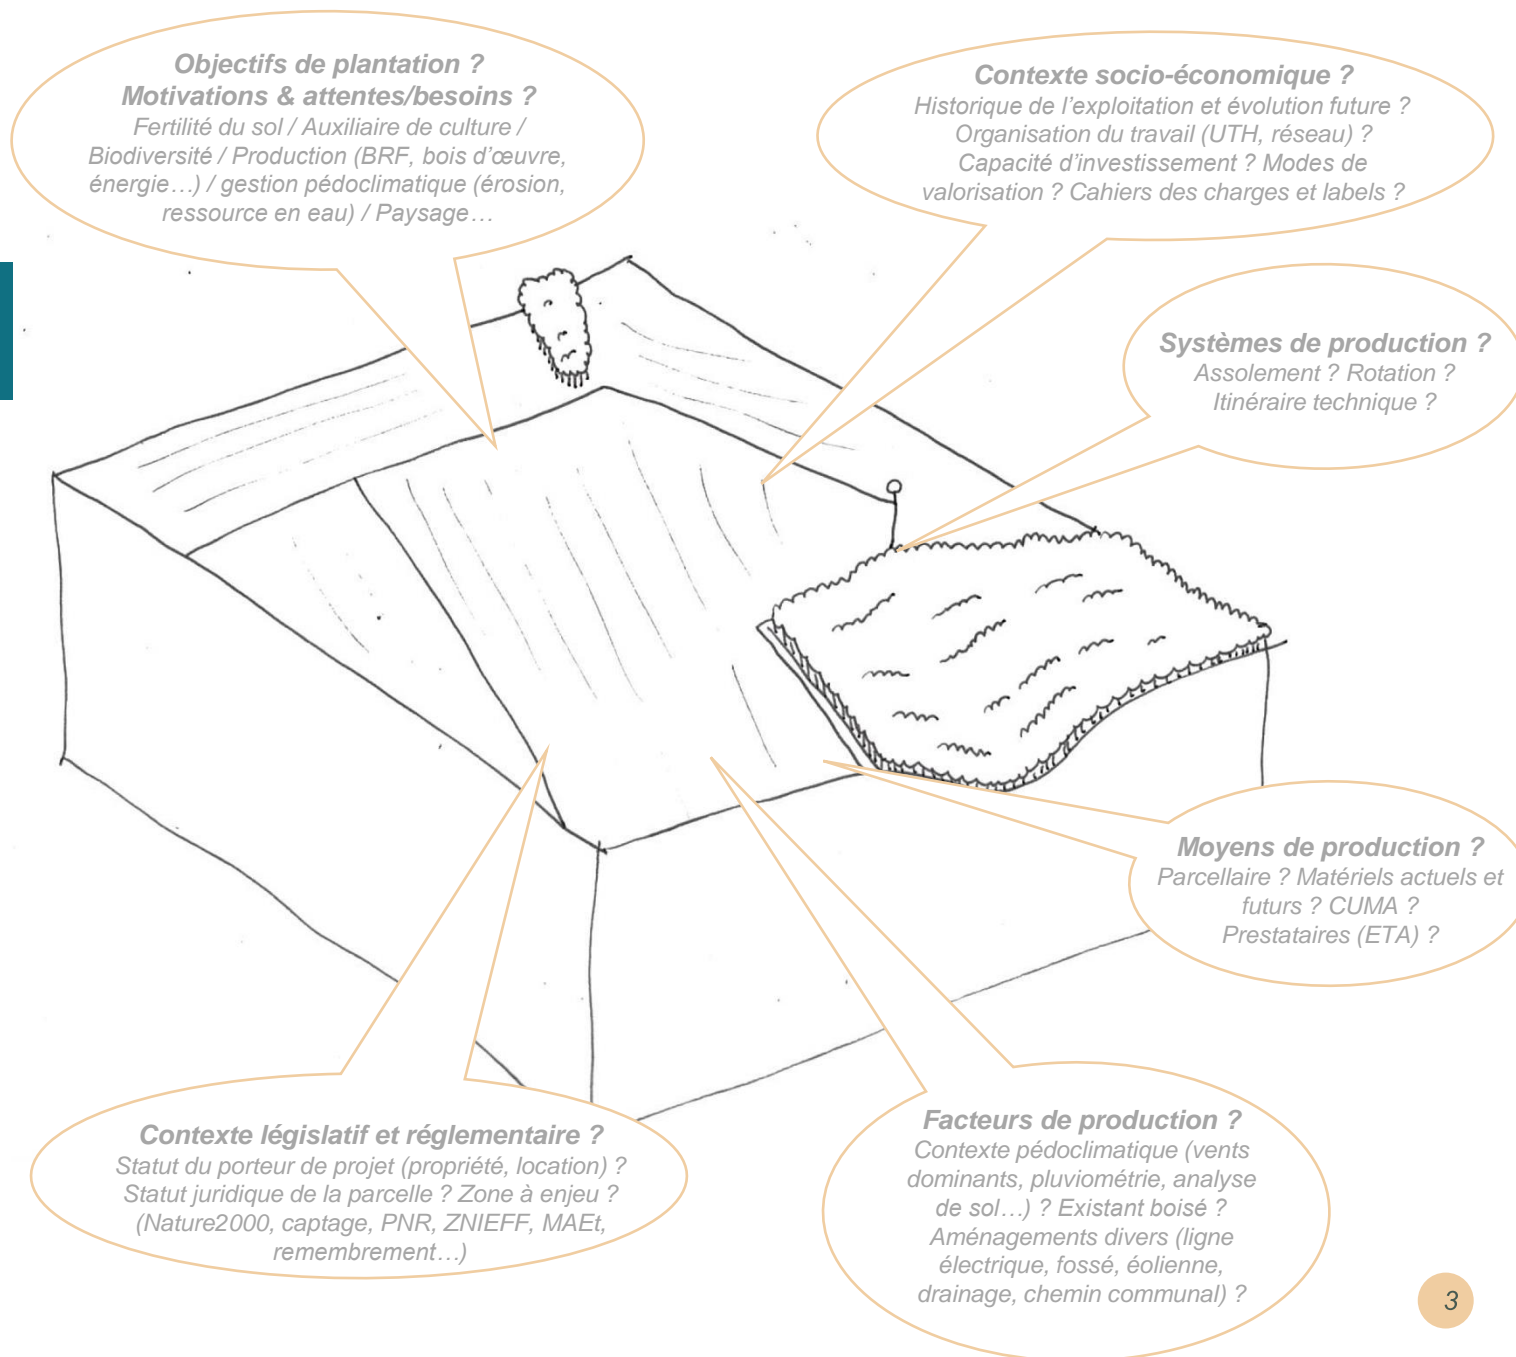 Objectifs de plantation ?
Motivations & attentes/besoins ?
Fertilité du sol / Auxiliaire de culture /
Biodiversité / Production (BRF, bois d’œuvre,
énergie…) / gestion pédoclimatique (érosion,
ressource en eau) / Paysage…
Contexte socio-économique ?
Historique de l’exploitation et évolution future ?
Organisation du travail (UTH, réseau) ?
Capacité d’investissement ? Modes de
valorisation ? Cahiers des charges et labels ?
Systèmes de production ?
Assolement ? Rotation ?
Itinéraire technique ?
Moyens de production ?
Parcellaire ? Matériels actuels et
futurs ? CUMA ?
Prestataires (ETA) ?
Contexte législatif et réglementaire ?
Statut du porteur de projet (propriété, location) ?
Statut juridique de la parcelle ? Zone à enjeu ?
(Nature2000, captage, PNR, ZNIEFF, MAEt,
remembrement…)
Facteurs de production ?
Contexte pédoclimatique (vents
dominants, pluviométrie, analyse
de sol…) ? Existant boisé ?
Aménagements divers (ligne
électrique, fossé, éolienne,
drainage, chemin communal) ?
3